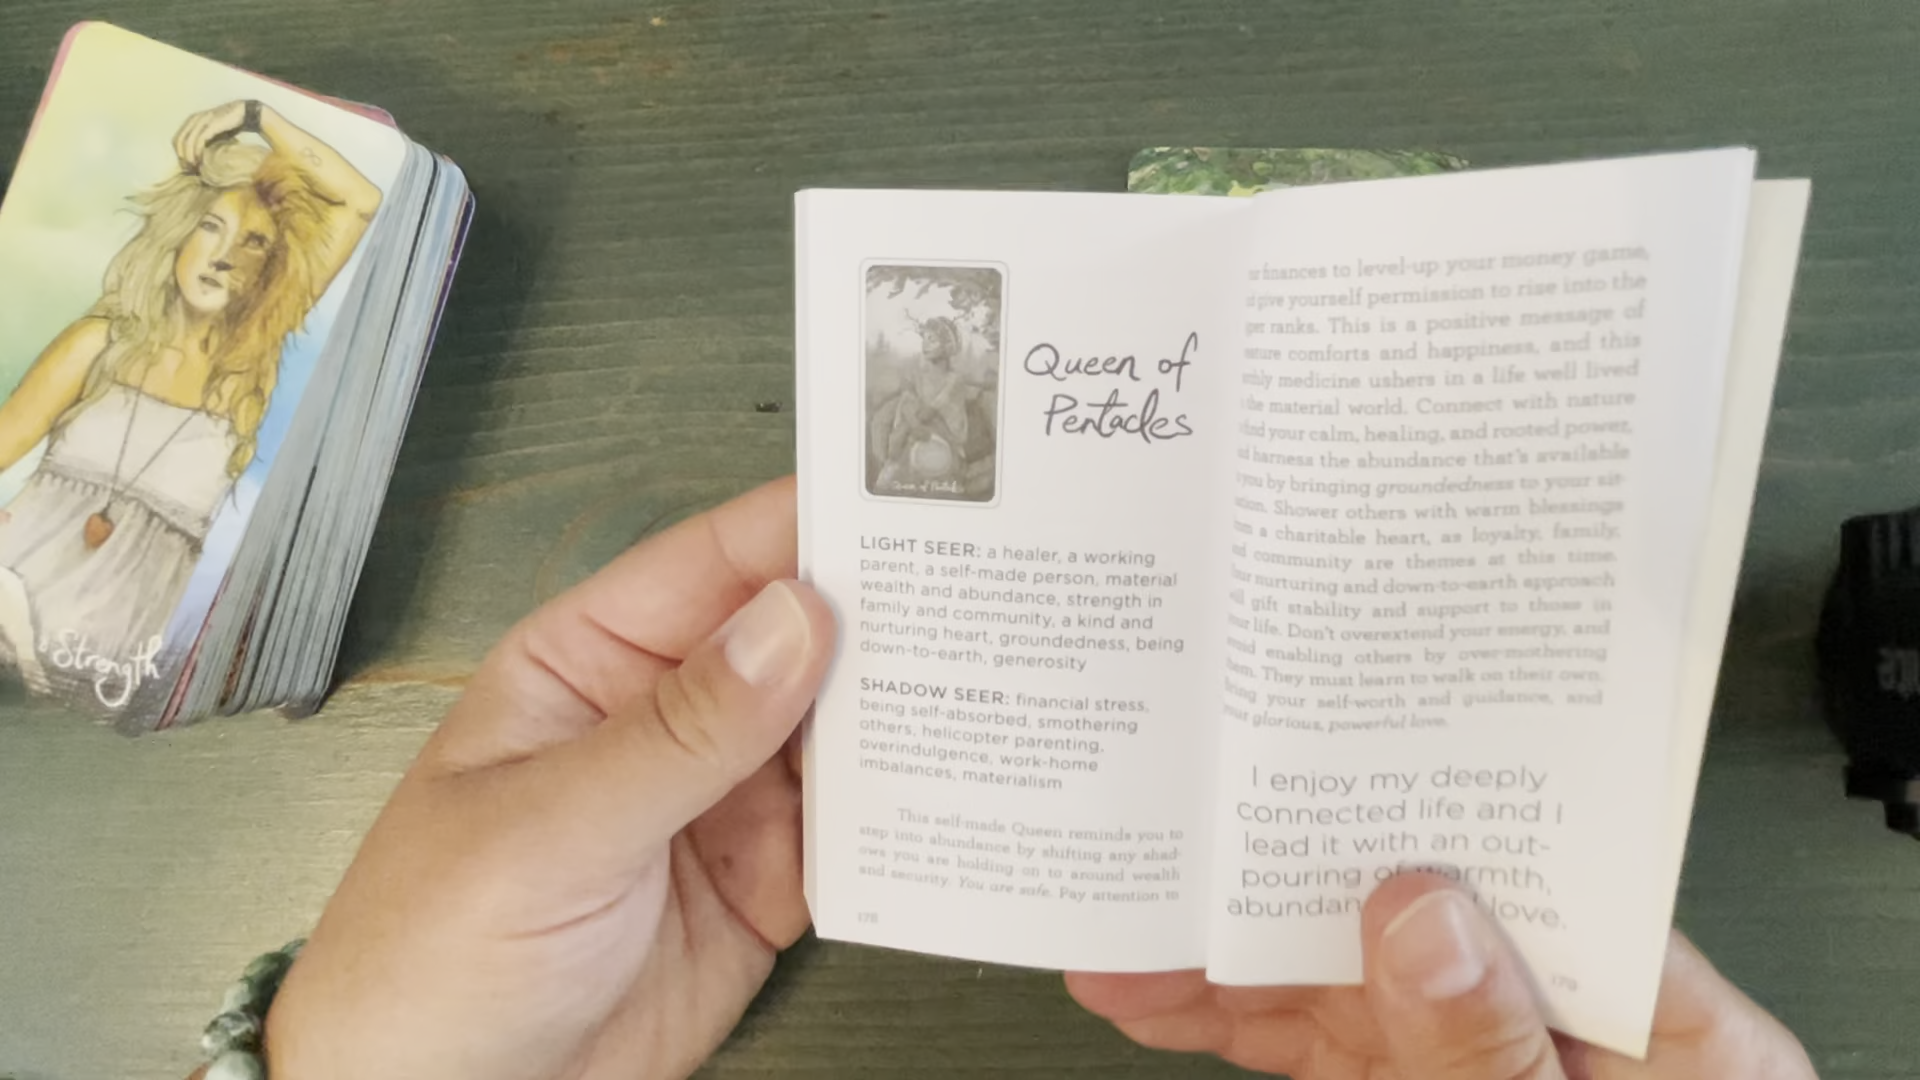 Strength
Queen of
Pentacles
Queen of Pentacles
LIGHT SEER: a healer, a working
parent, a self-made person, material
wealth and abundance, strength in
family and community, a kind and
nurturing heart, groundedness, being
down-to-earth, generosity
SHADOW SEER: financial stress,
being self-absorbed, smothering
others, helicopter parenting,
overindulgence, work-home
imbalances, materialism
This self-made Queen reminds you to
step into abundance by shifting any shad-
ows you are holding on to around wealth
and security. You are safe. Pay attention to
178
finances to level-up your money game,
give yourself permission to rise into the
ranks. This is a positive message of
comforts and happiness, and this
medicine ushers in a life well lived
the material world. Connect with nature
your calm, healing, and rooted power,
harness the abundance that's available
you by bringing groundedness to your sit-
Shower others with warm blessings
a charitable heart, as loyalty, family,
community are themes at this time.
nurturing and down-to-earth approach
gift stability and support to those in
life. Don't overextend your energy, and
enabling others by over-mothering
They must learn to walk on their own.
your self-worth and guidance, and
glorious, powerful love.
I enjoy my deeply
connected life and I
lead it with an out-
pouring of warmth,
love.
179